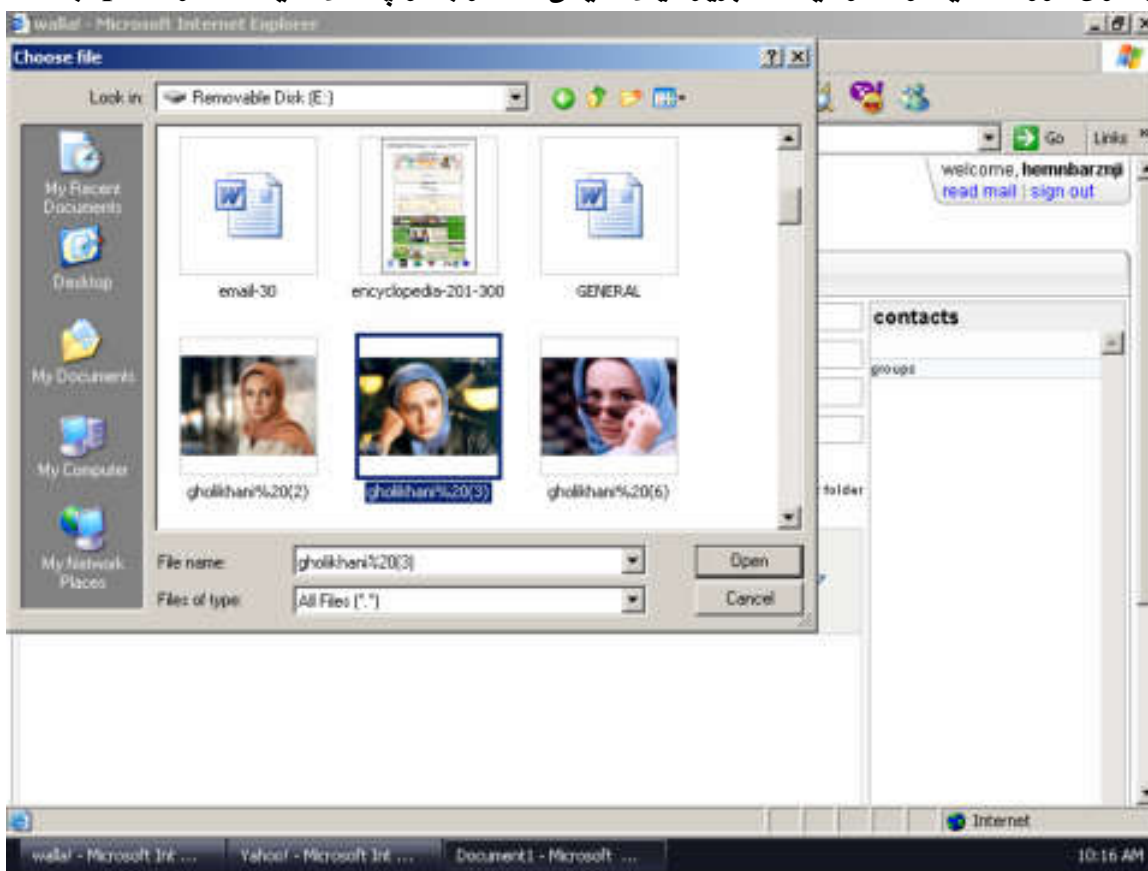 walla! - Microsoft Internet Explorer
Choose file
Look in:
Removable Disk (E:)
Go
Links
welcome, hemnbarznji
read mail | sign out
My Recent
Documents
Desktop
My Documents
My Computer
My Network
Places
email-30
encyclopedia-201-300
GENERAL
gholikhani%20(2)
gholikhani%20(3)
gholikhani%20(6)
contacts
groups
folder
File name:
gholikhani%20(3)
Open
Files of type:
All Files (*.*)
Cancel
Internet
walla! - Microsoft Int ...
Yahoo! - Microsoft Int ...
Document1 - Microsoft ...
10:16 AM